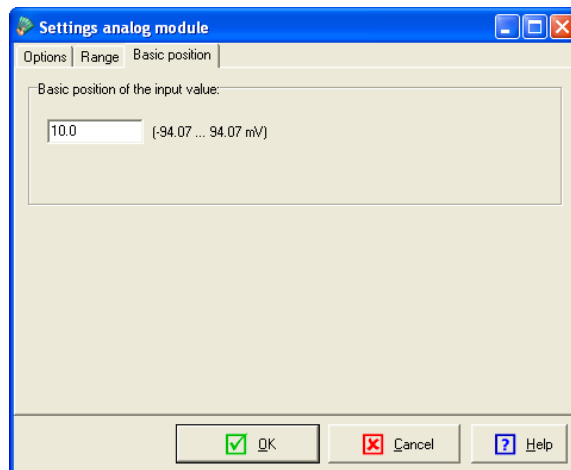 Settings analog module
Options Range Basic position
Basic position of the input value:
10.0 (-94.07 ... 94.07 mV)
OK Cancel ? Help